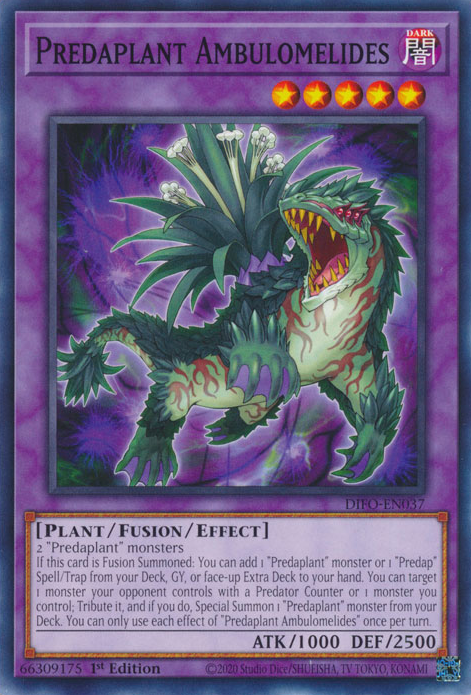 PREDAPLANT AMBULOMELIDES
DARK
闇
DIFO-EN037
[PLANT/FUSION/EFFECT]
2 "Predaplant" monsters
If this card is Fusion Summoned: You can add 1 "Predaplant" monster or 1 "Predap"
Spell/Trap from your Deck, GY, or face-up Extra Deck to your hand. You can target
1 monster your opponent controls with a Predator Counter or 1 monster you
control; Tribute it, and if you do, Special Summon 1 "Predaplant" monster from your
Deck. You can only use each effect of "Predaplant Ambulomelides" once per turn.
ATK/1000 DEF/2500
66309175 1st Edition ©2020 Studio Dice/SHUEISHA, TV TOKYO, KONAMI